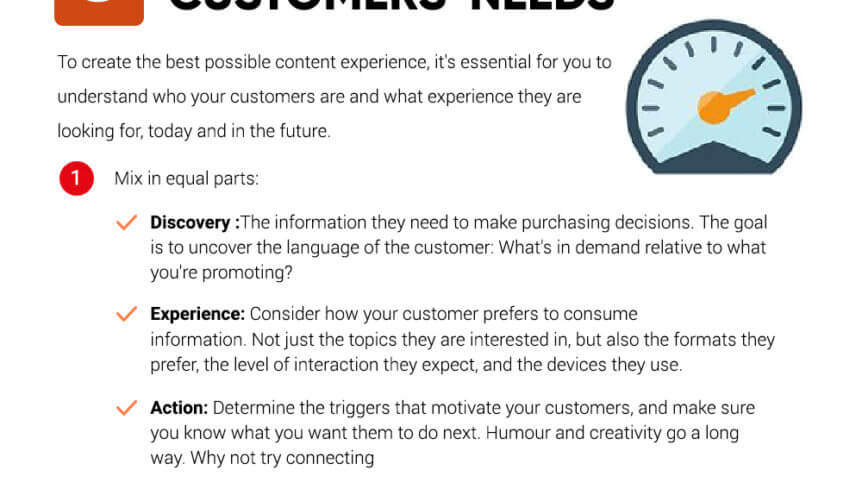 CUSTOMERS' NEEDS
To create the best possible content experience, it's essential for you to
understand who your customers are and what experience they are
looking for, today and in the future.
1 Mix in equal parts:
Discovery :The information they need to make purchasing decisions. The goal
is to uncover the language of the customer: What's in demand relative to what
you're promoting?
Experience: Consider how your customer prefers to consume
information. Not just the topics they are interested in, but also the formats they
prefer, the level of interaction they expect, and the devices they use.
Action: Determine the triggers that motivate your customers, and make sure
you know what you want them to do next. Humour and creativity go a long
way. Why not try connecting